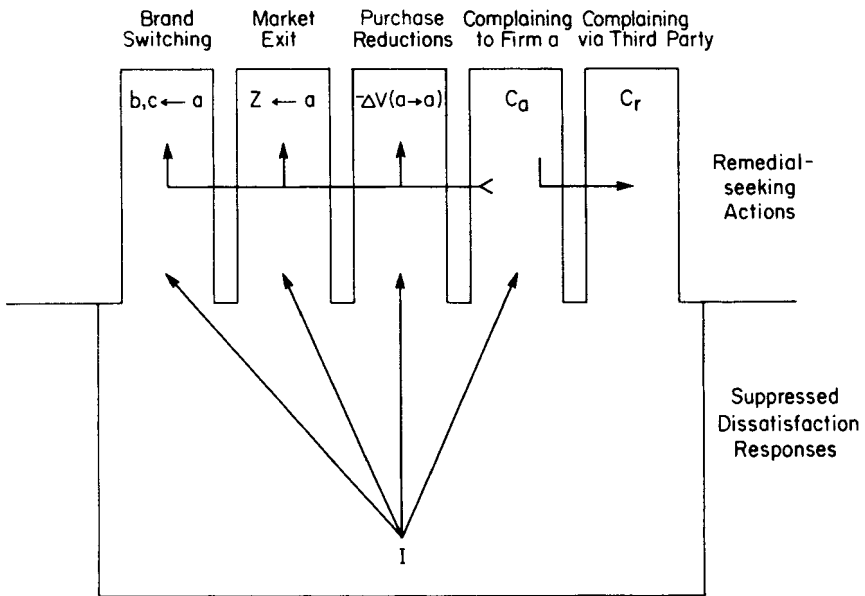 Brand
Switching
Market
Exit
Purchase
Reductions
Complaining
to Firm a
Complaining
via Third Party
b,c ← a
Z ← a
-ΔV(a→a)
Ca
Cr
Remedial-
seeking
Actions
Suppressed
Dissatisfaction
Responses
I